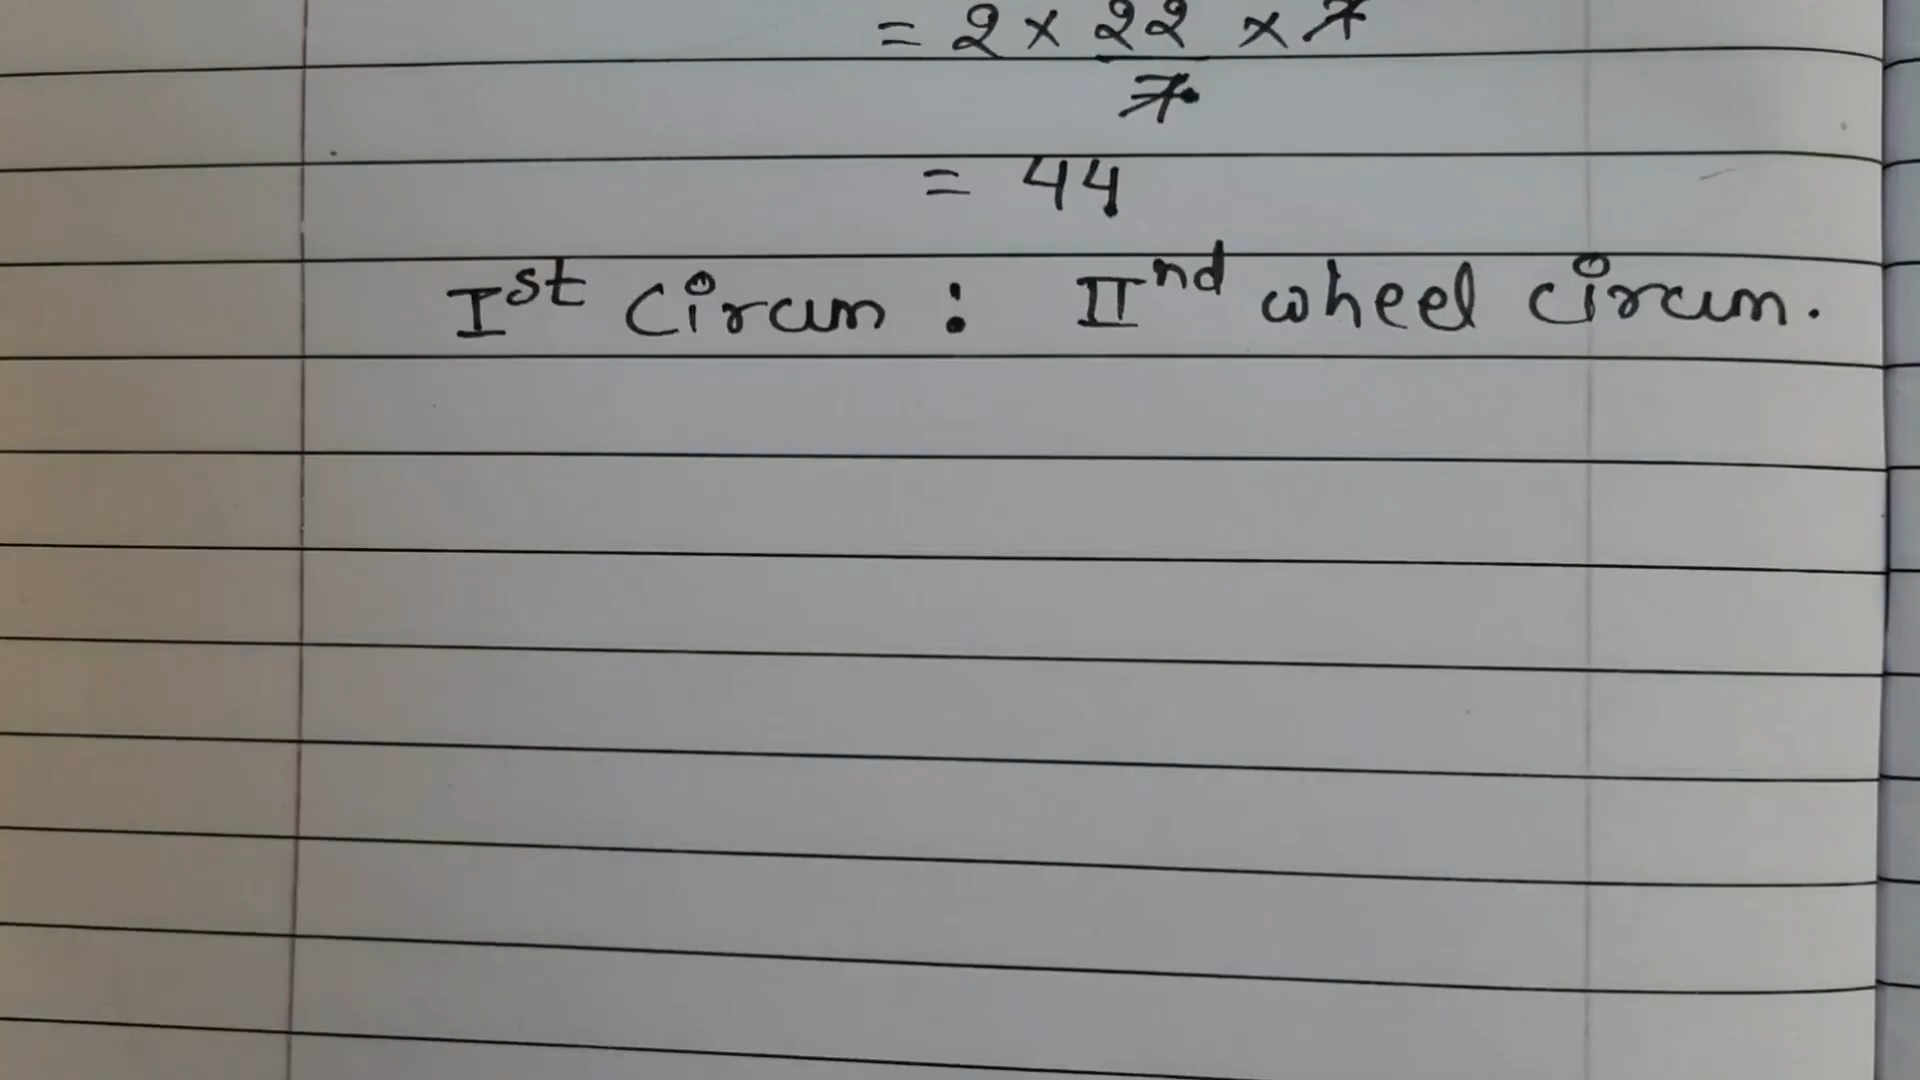 = 2 × 22 × 7
7
= 44
Ist Circum : IInd wheel circum.